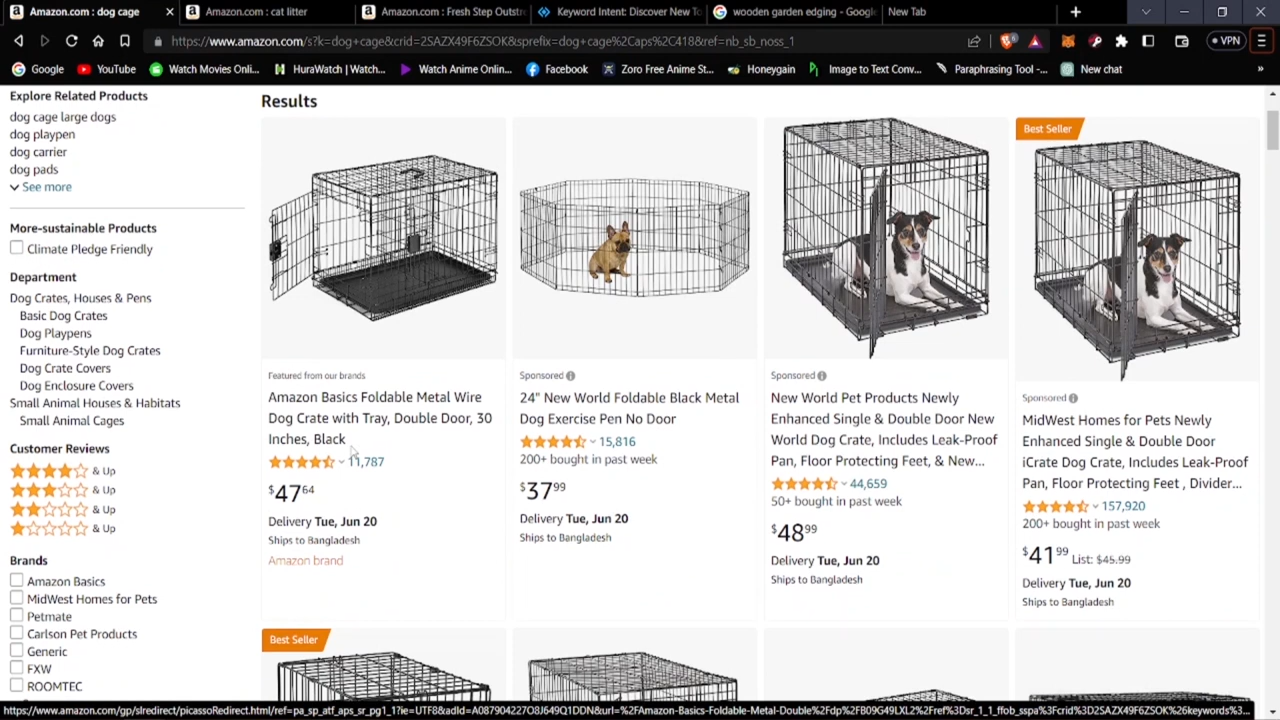 Amazon.com : dog cage
Amazon.com : cat litter
Amazon.com : Fresh Step Outstre
Keyword Intent: Discover New To
wooden garden edging - Google
New Tab
https://www.amazon.com/s?k=dog+cage&crid=2SAZX49F6ZSOK&sprefix=dog+cage%2Caps%2C418&ref=nb_sb_noss_1
VPN
Google
YouTube
Watch Movies Onli...
HuraWatch | Watch...
Watch Anime Onlin...
Facebook
Zoro Free Anime St...
Honeygain
Image to Text Conv...
Paraphrasing Tool -...
New chat
»
Explore Related Products
dog cage large dogs
dog playpen
dog carrier
dog pads
See more
More-sustainable Products
Climate Pledge Friendly
Department
Dog Crates, Houses & Pens
Basic Dog Crates
Dog Playpens
Furniture-Style Dog Crates
Dog Crate Covers
Dog Enclosure Covers
Small Animal Houses & Habitats
Small Animal Cages
Customer Reviews
& Up
& Up
& Up
& Up
Brands
Amazon Basics
MidWest Homes for Pets
Petmate
Carlson Pet Products
Generic
FXW
ROOMTEC
Results
Featured from our brands
Amazon Basics Foldable Metal Wire
Dog Crate with Tray, Double Door, 30
Inches, Black
11,787
$47.64
Delivery Tue, Jun 20
Ships to Bangladesh
Amazon brand
Sponsored
24" New World Foldable Black Metal
Dog Exercise Pen No Door
15,816
200+ bought in past week
$37.99
Delivery Tue, Jun 20
Ships to Bangladesh
Sponsored
New World Pet Products Newly
Enhanced Single & Double Door New
World Dog Crate, Includes Leak-Proof
Pan, Floor Protecting Feet, & New...
44,659
50+ bought in past week
$48.99
Delivery Tue, Jun 20
Ships to Bangladesh
Best Seller
Sponsored
MidWest Homes for Pets Newly
Enhanced Single & Double Door
iCrate Dog Crate, Includes Leak-Proof
Pan, Floor Protecting Feet , Divider...
157,920
200+ bought in past week
$41.99 List: $45.99
Delivery Tue, Jun 20
Ships to Bangladesh
Best Seller